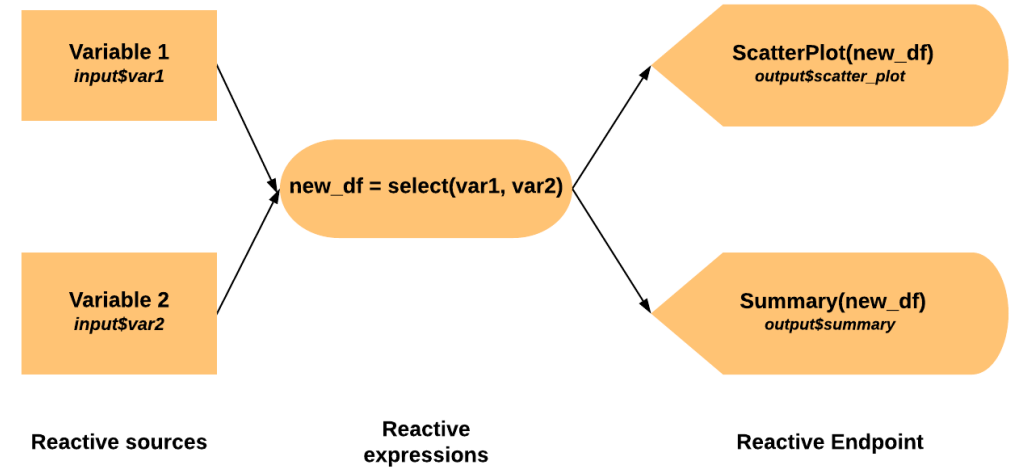 Variable 1
input$var1
ScatterPlot(new_df)
output$scatter_plot
new_df = select(var1, var2)
Variable 2
input$var2
Summary(new_df)
output$summary
Reactive sources
Reactive
expressions
Reactive Endpoint